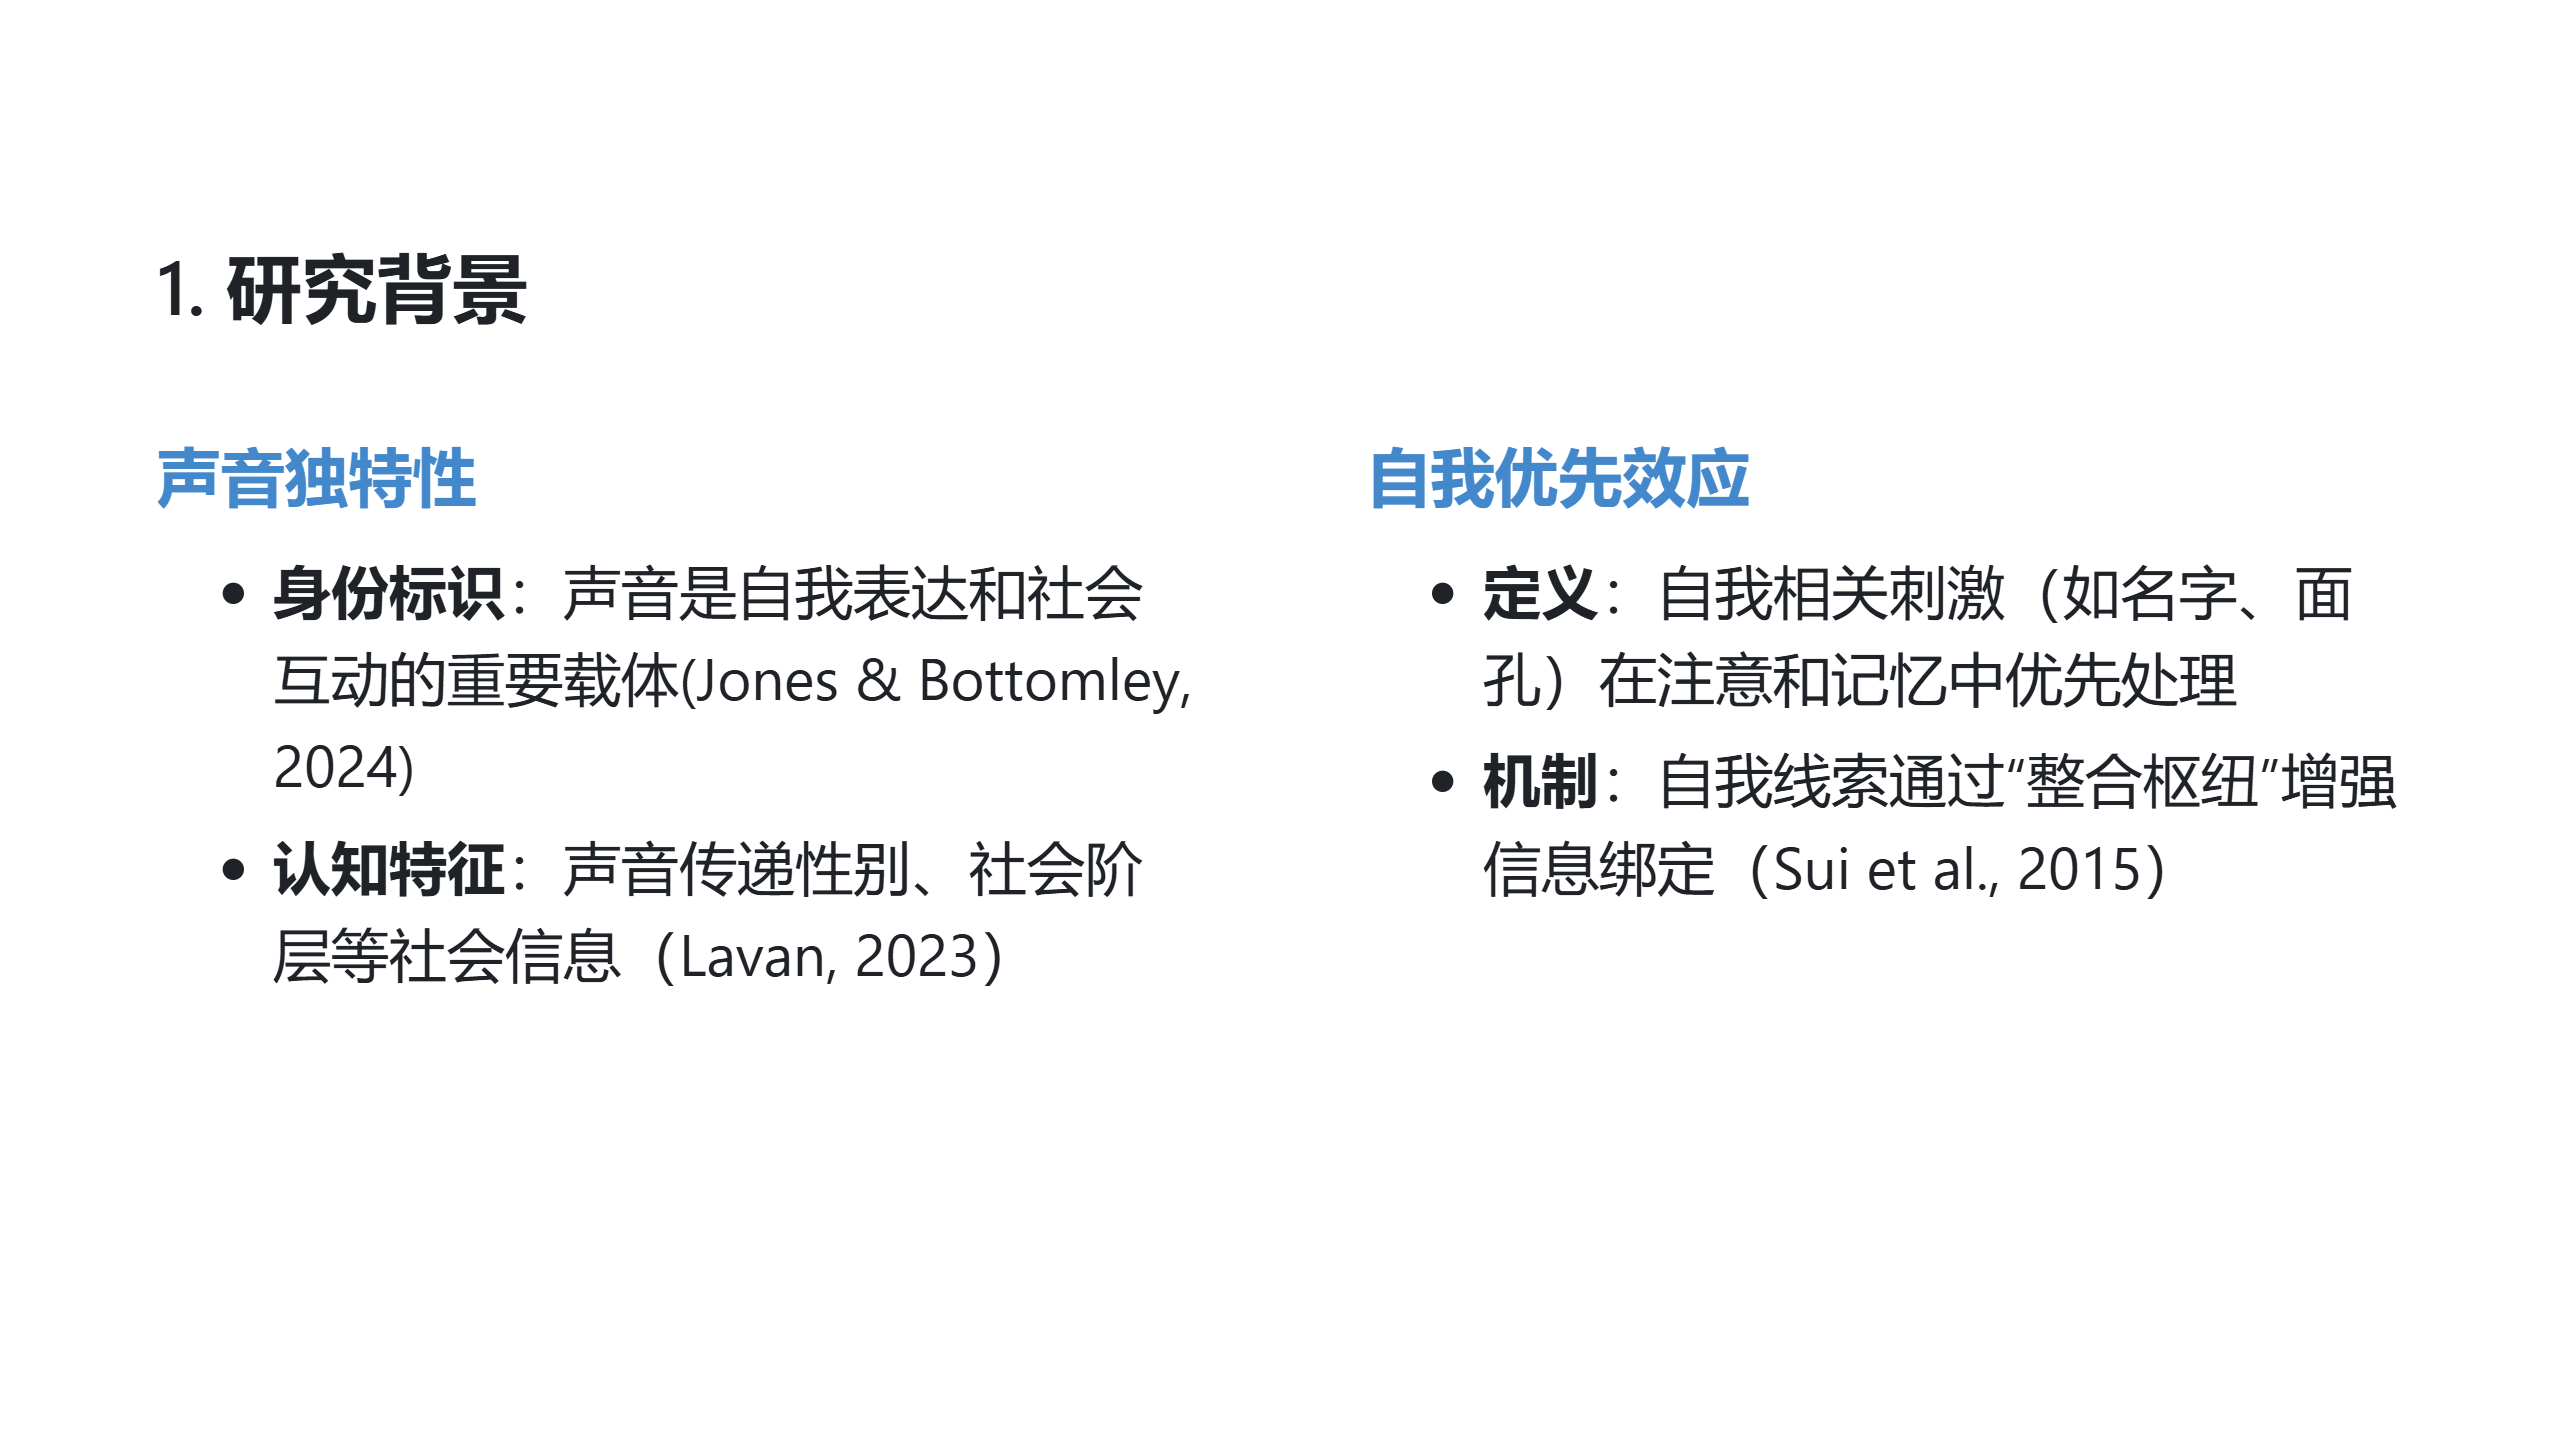 1. 研究背景
声音独特性
• 身份标识：声音是自我表达和社会
互动的重要载体(Jones & Bottomley,
2024)
• 认知特征：声音传递性别、社会阶
层等社会信息（Lavan, 2023）
自我优先效应
• 定义：自我相关刺激（如名字、面
孔）在注意和记忆中优先处理
• 机制：自我线索通过“整合枢纽”增强
信息绑定（Sui et al., 2015）